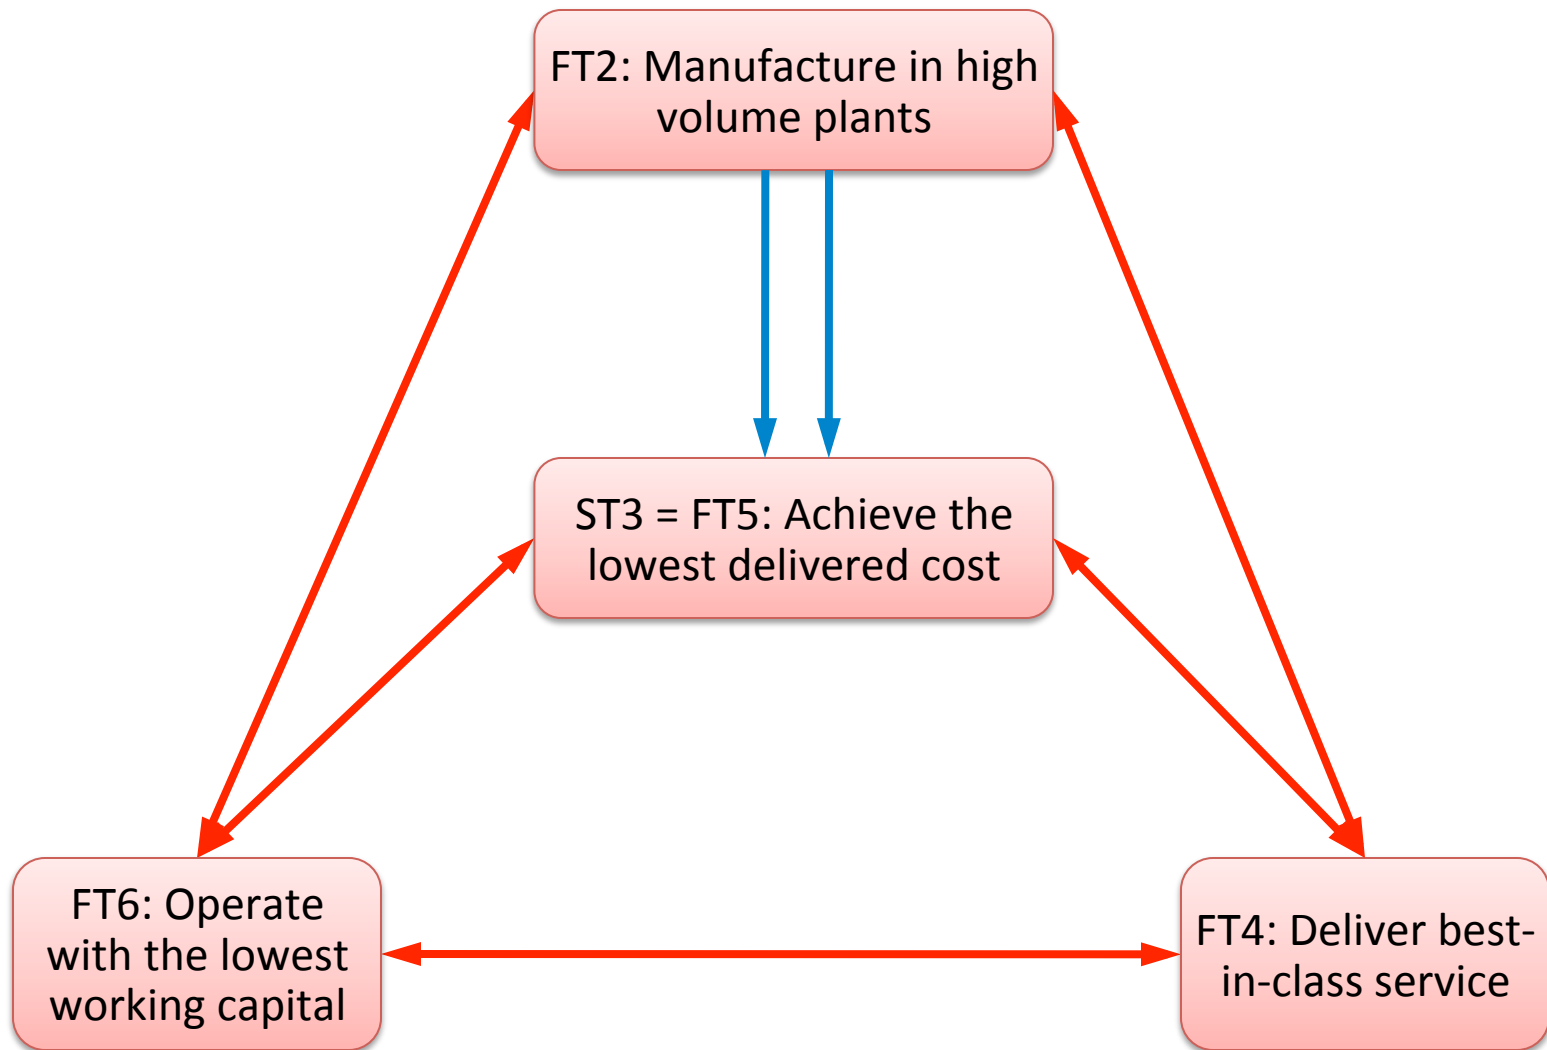 FT2: Manufacture in high
volume plants
ST3 = FT5: Achieve the
lowest delivered cost
FT6: Operate
with the lowest
working capital
FT4: Deliver best-
in-class service